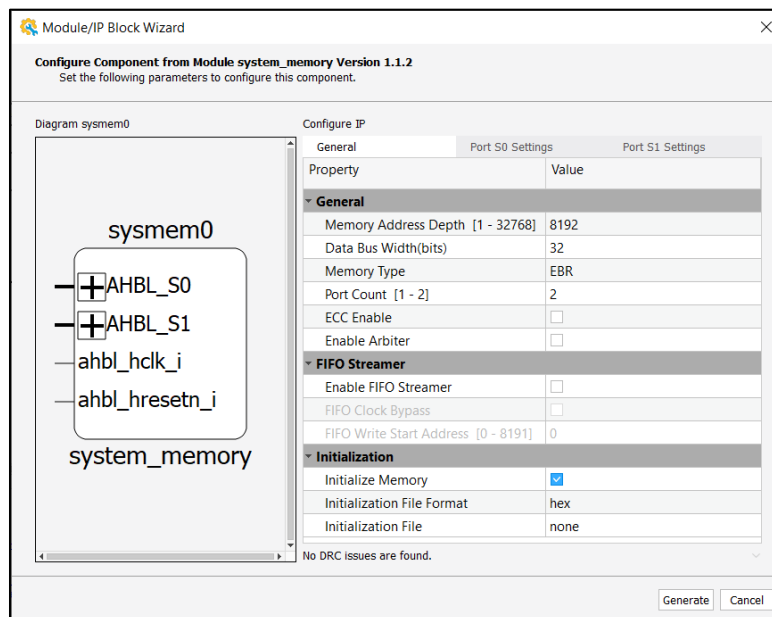 Module/IP Block Wizard
Configure Component from Module system_memory Version 1.1.2
Set the following parameters to configure this component.
Diagram sysmem0
Configure IP
General Port S0 Settings Port S1 Settings
Property Value
General
Memory Address Depth [1 - 32768] 8192
Data Bus Width(bits) 32
Memory Type EBR
Port Count [1 - 2] 2
ECC Enable
Enable Arbiter
FIFO Streamer
Enable FIFO Streamer
FIFO Clock Bypass
FIFO Write Start Address [0 - 8191] 0
Initialization
Initialize Memory
Initialization File Format hex
Initialization File none
sysmem0
AHBL_S0
AHBL_S1
ahbl_hclk_i
ahbl_hresetn_i
system_memory
No DRC issues are found.
Generate Cancel